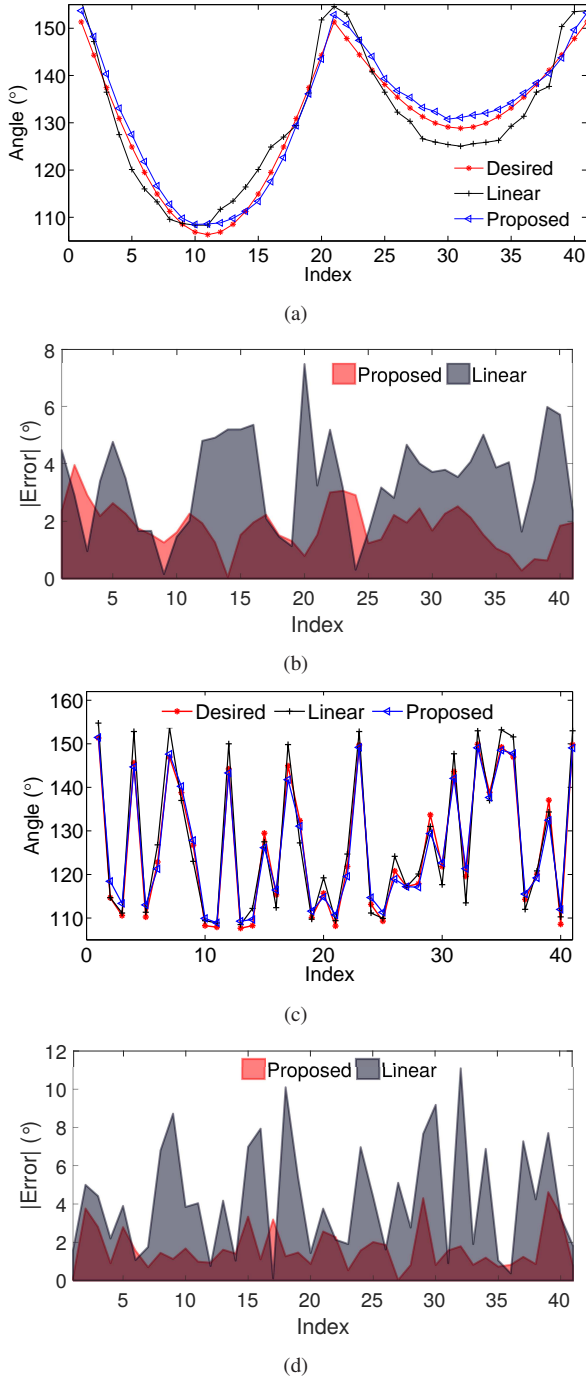 150
140
130
120
110
Angle (°)
Desired
Linear
Proposed
0 5 10 15 20 25 30 35 40
Index
(a)
8
6
4
2
0
|Error| (°)
Proposed Linear
5 10 15 20 25 30 35 40
Index
(b)
160
150
140
130
120
110
Angle (°)
Desired Linear Proposed
0 10 20 30 40
Index
(c)
12
10
8
6
4
2
0
|Error| (°)
Proposed Linear
5 10 15 20 25 30 35 40
Index
(d)